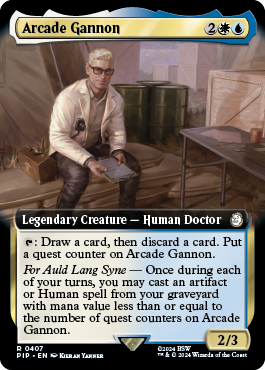 Arcade Gannon 2
Legendary Creature — Human Doctor
: Draw a card, then discard a card. Put
a quest counter on Arcade Gannon.
For Auld Lang Syne — Once during each
of your turns, you may cast an artifact
or Human spell from your graveyard
with mana value less than or equal to
the number of quest counters on Arcade
Gannon.
2/3
R 0407
PIP • EN Kieran Yanner
©2024 BSW
™ & © 2024 Wizards of the Coast